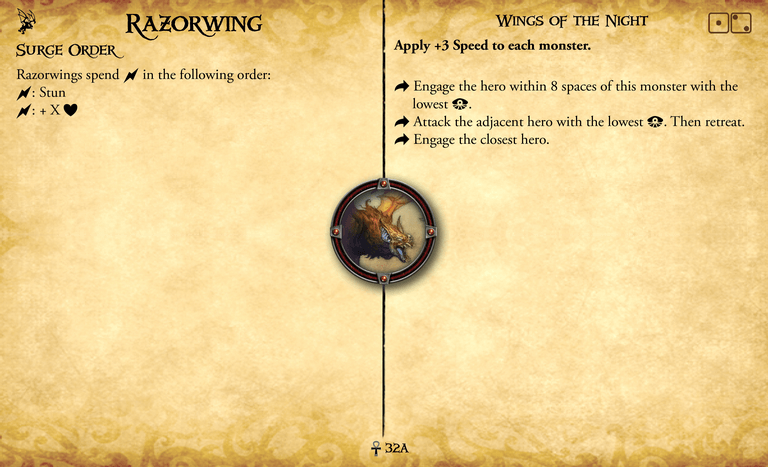 Razorwing
Surge Order
Razorwings spend in the following order:
: Stun
: + X
Wings of the Night
Apply +3 Speed to each monster.
Engage the hero within 8 spaces of this monster with the
lowest .
Attack the adjacent hero with the lowest . Then retreat.
Engage the closest hero.
32A